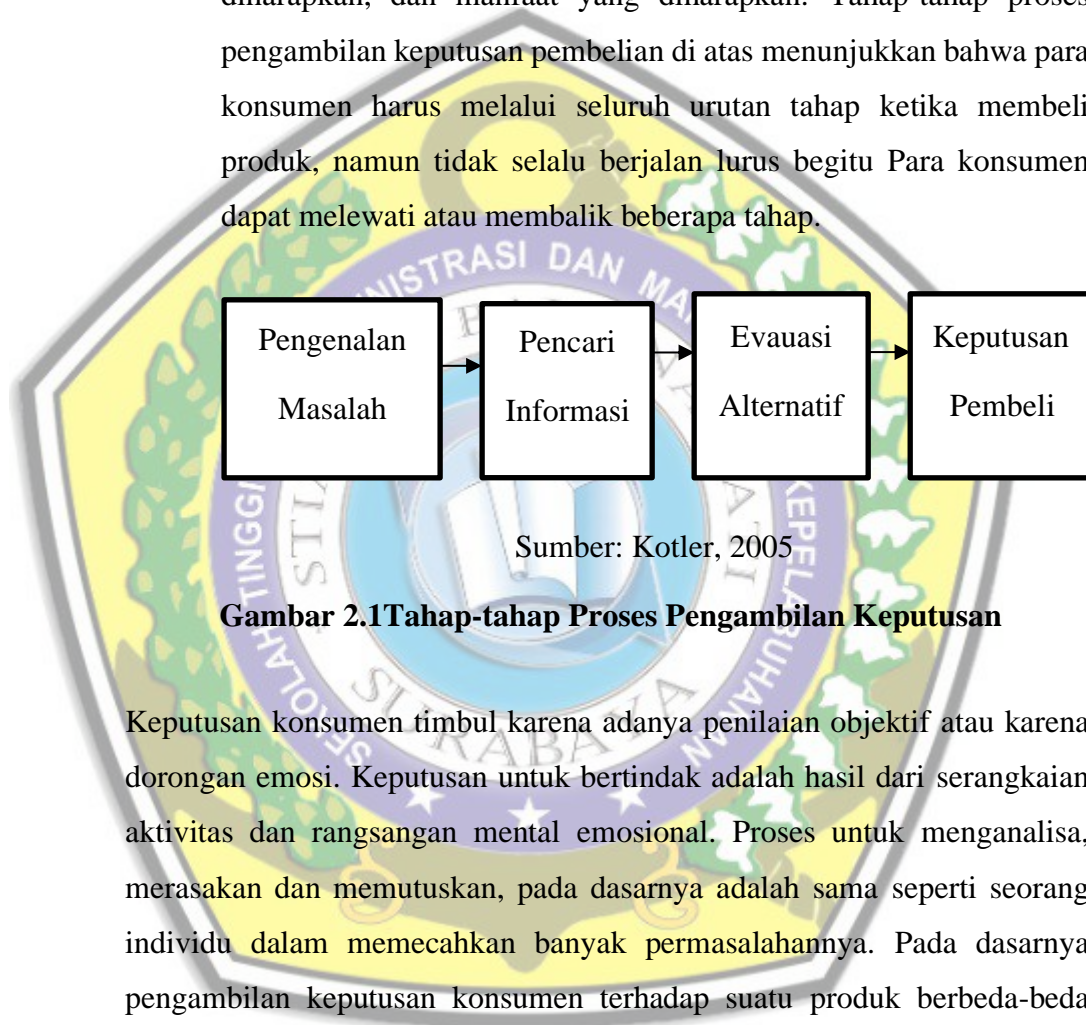 diharapkan, dan manfaat yang diharapkan. Tahap-tahap proses
pengambilan keputusan pembelian di atas menunjukkan bahwa para
konsumen harus melalui seluruh urutan tahap ketika membeli
produk, namun tidak selalu berjalan lurus begitu Para konsumen
dapat melewati atau membalik beberapa tahap.
Pengenalan
Masalah
Pencari
Informasi
Evauasi
Alternatif
Keputusan
Pembeli
Sumber: Kotler, 2005
Gambar 2.1Tahap-tahap Proses Pengambilan Keputusan
Keputusan konsumen timbul karena adanya penilaian objektif atau karena
dorongan emosi. Keputusan untuk bertindak adalah hasil dari serangkaian
aktivitas dan rangsangan mental emosional. Proses untuk menganalisa,
merasakan dan memutuskan, pada dasarnya adalah sama seperti seorang
individu dalam memecahkan banyak permasalahannya. Pada dasarnya
pengambilan keputusan konsumen terhadap suatu produk berbeda-beda
SURABAYA